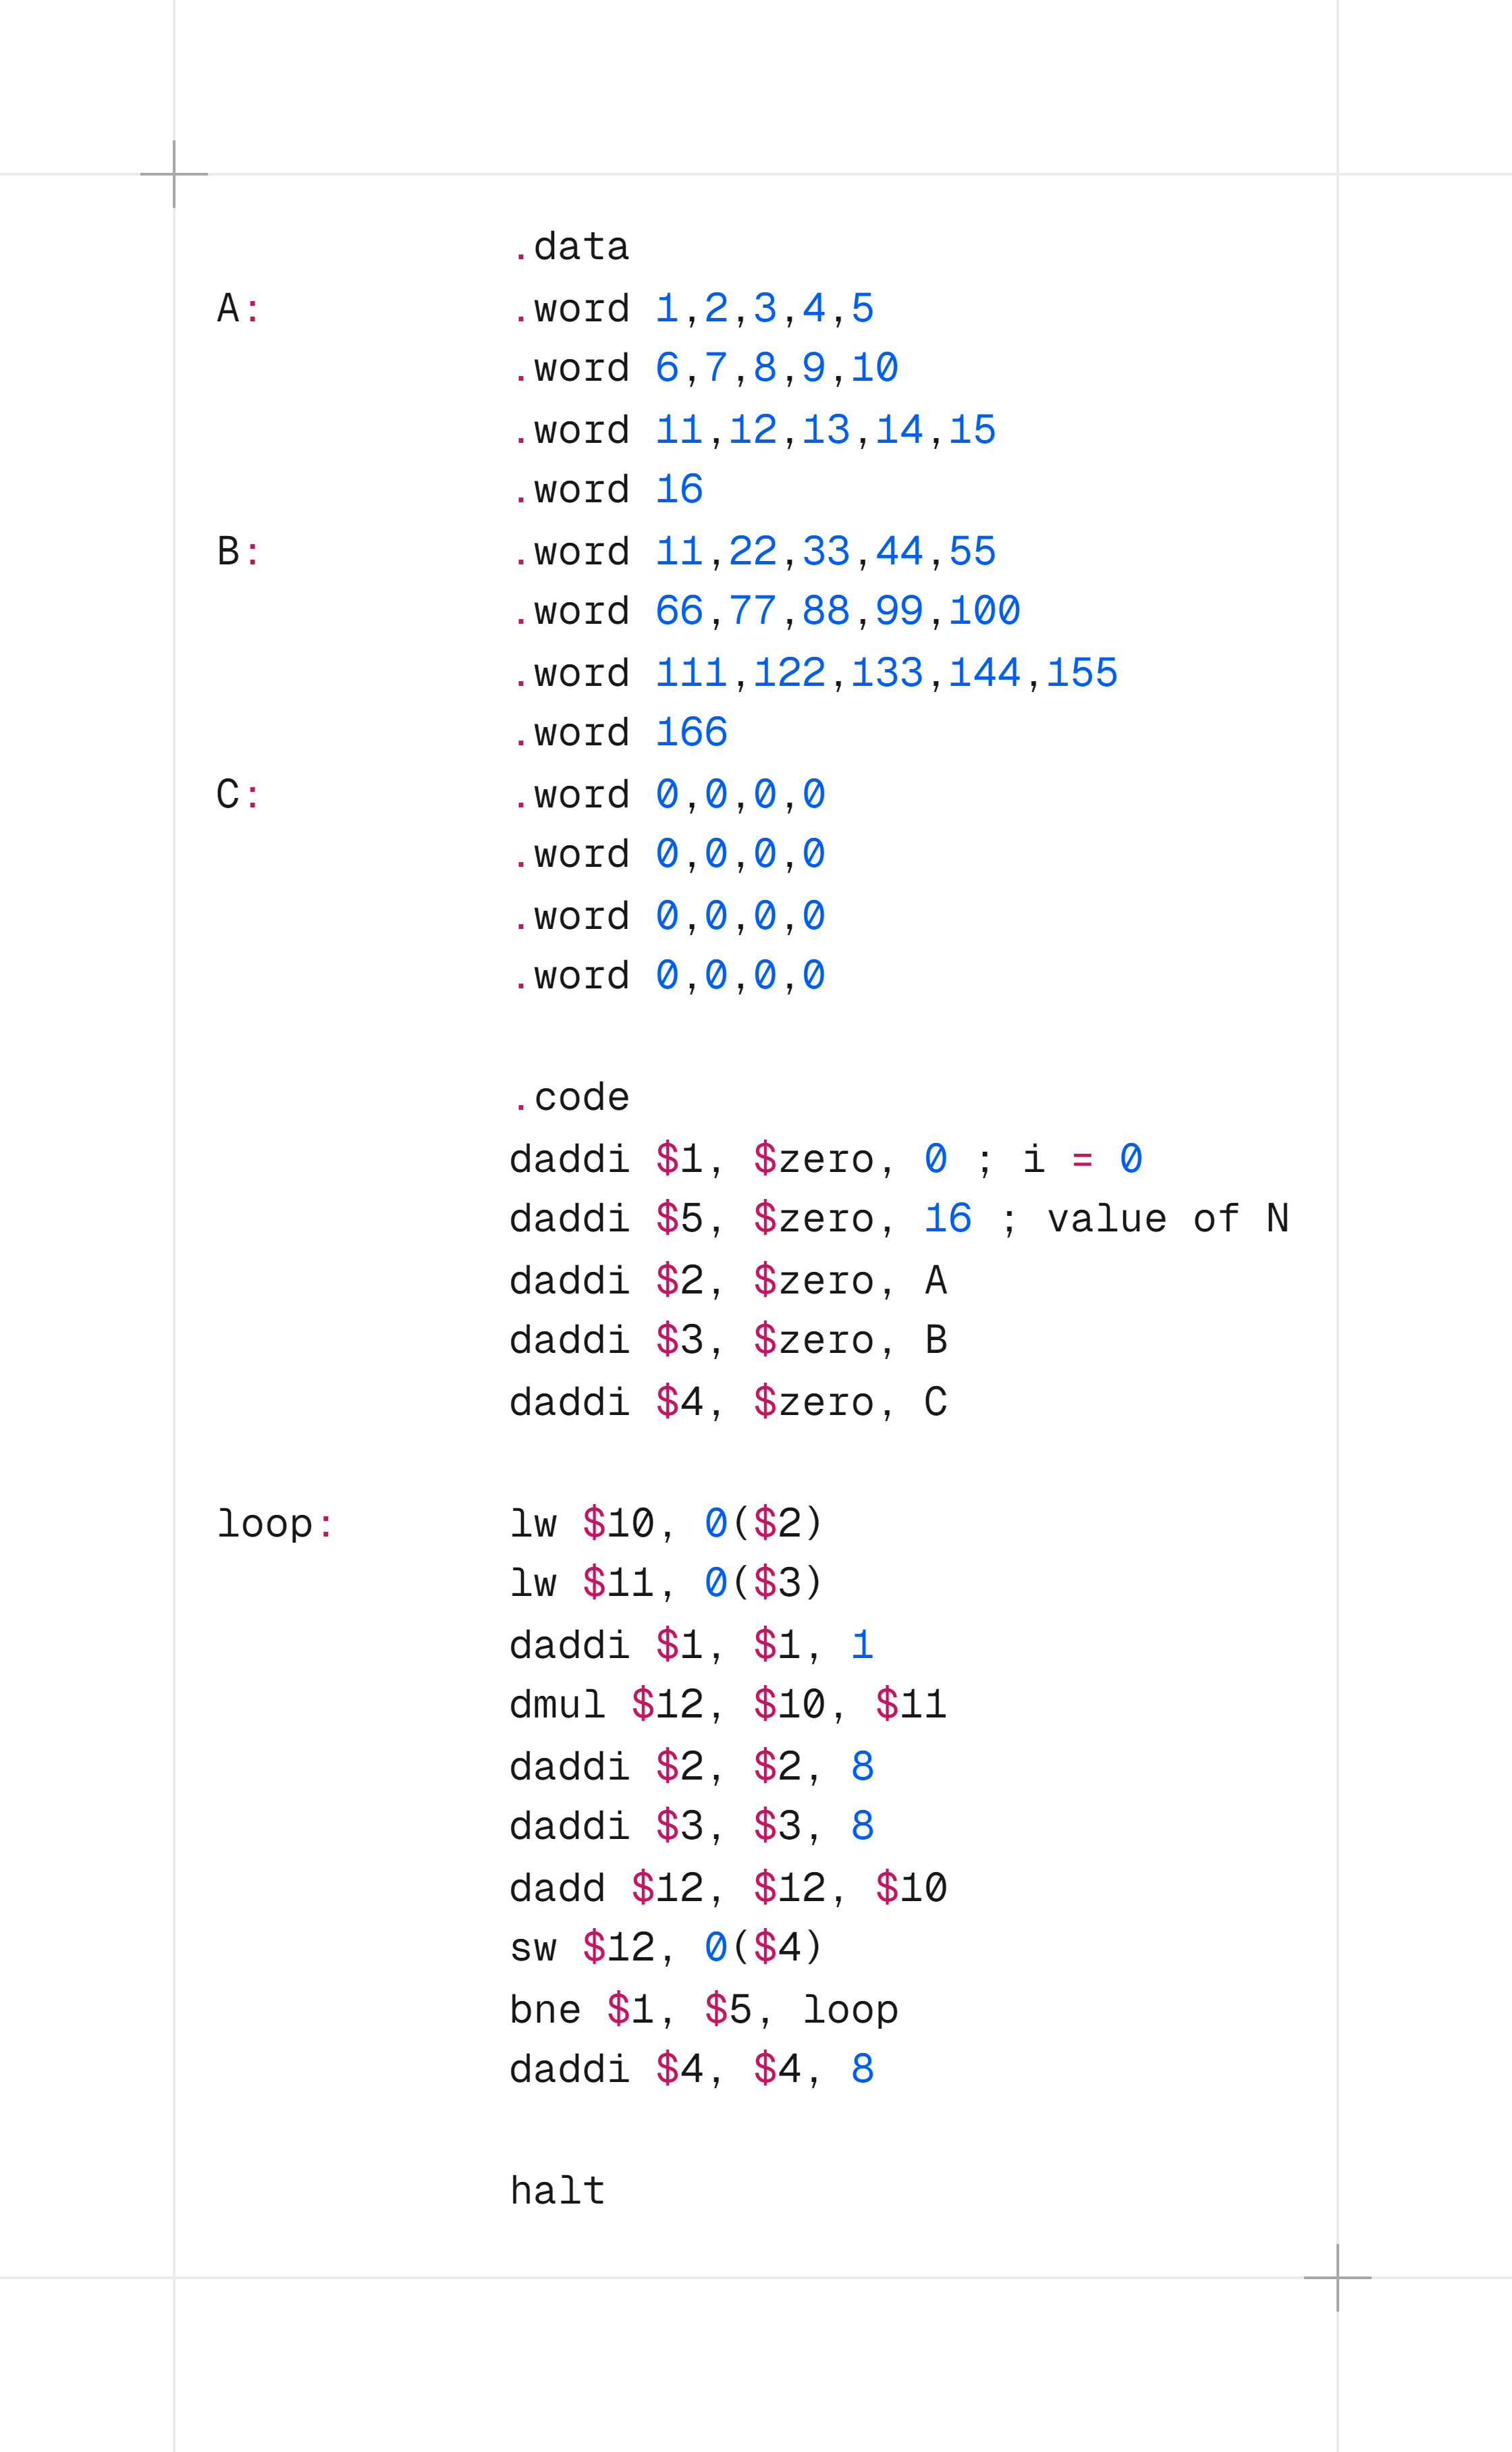 .data
A: .word 1,2,3,4,5
.word 6,7,8,9,10
.word 11,12,13,14,15
.word 16
B: .word 11,22,33,44,55
.word 66,77,88,99,100
.word 111,122,133,144,155
.word 166
C: .word 0,0,0,0
.word 0,0,0,0
.word 0,0,0,0
.word 0,0,0,0
.code
daddi $1, $zero, 0 ; i = 0
daddi $5, $zero, 16 ; value of N
daddi $2, $zero, A
daddi $3, $zero, B
daddi $4, $zero, C
loop: lw $10, 0($2)
lw $11, 0($3)
daddi $1, $1, 1
dmul $12, $10, $11
daddi $2, $2, 8
daddi $3, $3, 8
dadd $12, $12, $10
sw $12, 0($4)
bne $1, $5, loop
daddi $4, $4, 8
halt